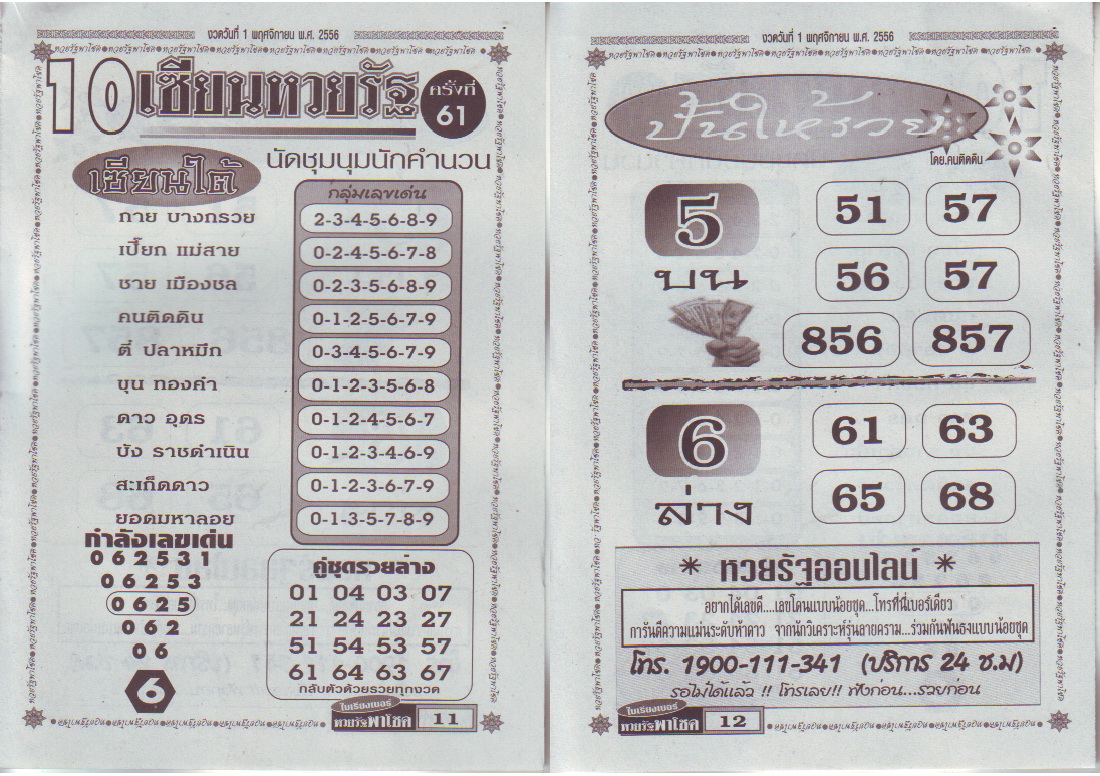 งวดวันที่ 1 พฤศจิกายน พ.ศ. 2556
10 เซียนหวยรัฐ
ครั้งที่ 61
เซียนใต้
นัดชุมนุมนักคำนวน
กลุ่มเลขเด่น
กาย บางกรวย 2-3-4-5-6-8-9
เปี๊ยก แม่สาย 0-2-4-5-6-7-8
ชาย เมืองชล 0-2-3-5-6-8-9
คนติดดิน 0-1-2-5-6-7-9
ตี๋ ปลาหมึก 0-3-4-5-6-7-9
ขุน ทองคำ 0-1-2-3-5-6-8
ดาว อุดร 0-1-2-4-5-6-7
บัง ราชดำเนิน 0-1-2-3-4-6-9
สะเก็ดดาว 0-1-2-3-6-7-9
ยอดมหาลอย 0-1-3-5-7-8-9
กำลังเลขเด่น
062531
06253
0625
062
06
6
คู่ชุดรวยล่าง
01 04 03 07
21 24 23 27
51 54 53 57
61 64 63 67
กลับตัวด้วยรวยทุกงวด
ใบเรียงเบอร์
หวยรัฐพาโชค 11
งวดวันที่ 1 พฤศจิกายน พ.ศ. 2556
ปันให้รวย
โดย.คนติดดิน
5 51 57
บน 56 57
856 857
6 61 63
ล่าง 65 68
* หวยรัฐออนไลน์ *
อยากได้เลขดี....เลขโดนแบบน้อยชุด...โทรที่นี่เบอร์เดียว
การันตีความแม่นระดับห้าดาว จากนักวิเคราะห์รุ่นลายคราม...ร่วมกันฟันธงแบบน้อยชุด
โทร. 1900-111-341 (บริการ 24 ช.ม)
รอไม่ได้แล้ว !! โทรเลย!! ฟังก่อน...รวยก่อน
ใบเรียงเบอร์
หวยรัฐพาโชค 12